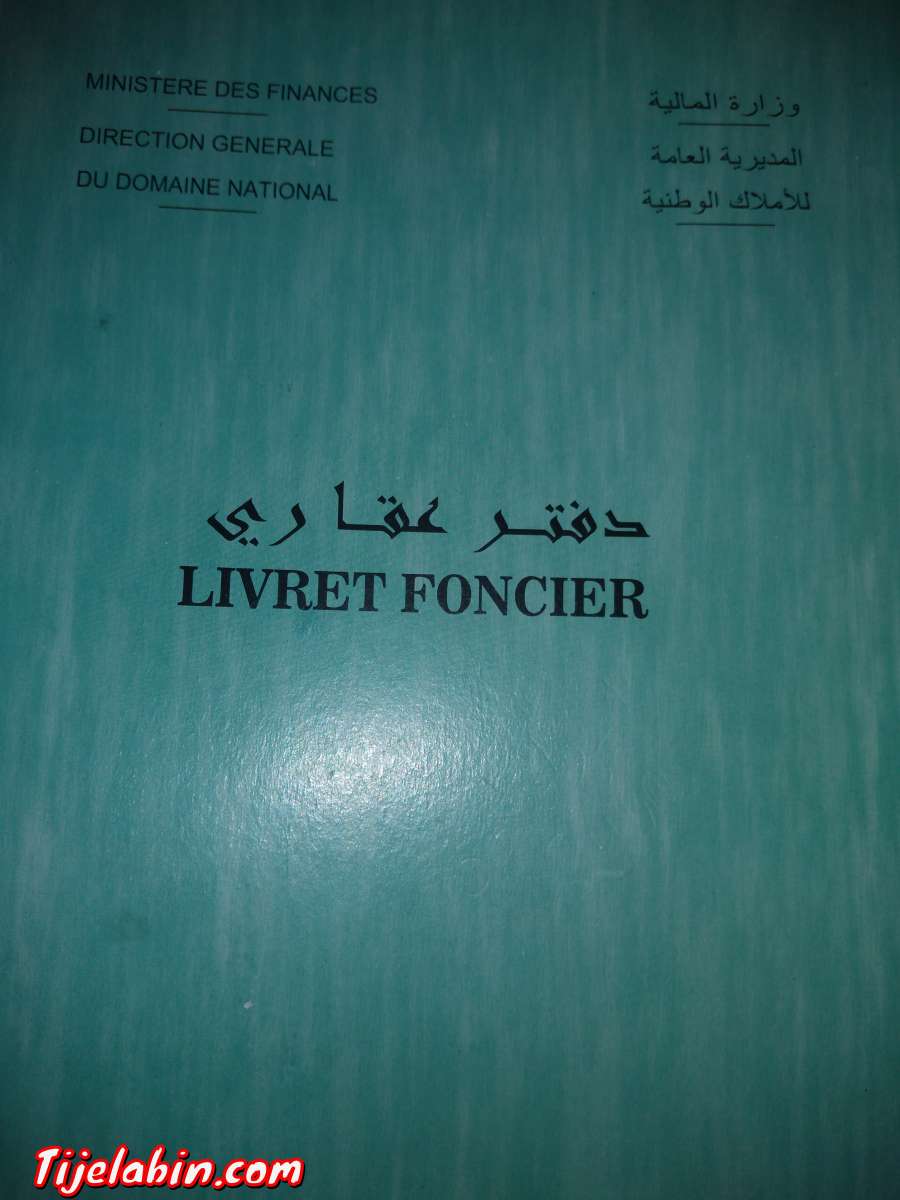 MINISTERE DES FINANCES
DIRECTION GENERALE
DU DOMAINE NATIONAL
وزارة المالية
المديرية العامة
للأملاك الوطنية
دفتر عقاري
LIVRET FONCIER
Tijelabin.com